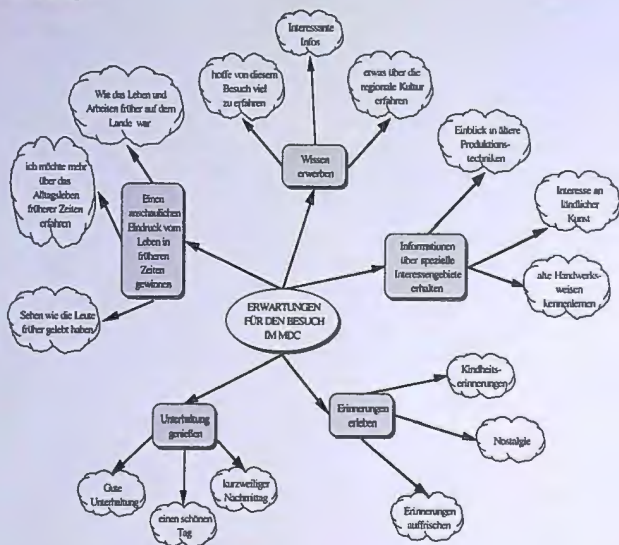 Interessante
Infos
hoffe von diesem
Besuch viel
zu erfahren
etwas über die
regionale Kultur
erfahren
Wissen
erwerben
Wie das Leben und
Arbeiten früher auf dem
Lande war
ich möchte mehr
über das
Alltagsleben
früherer Zeiten
erfahren
Einen
anschaulichen
Eindruck vom
Leben in
früheren
Zeiten
gewinnen
Sehen wie die Leute
früher gelebt haben
Einblick in ältere
Produktions-
techniken
Interesse an
ländlicher
Kunst
Informationen
über spezielle
Interessengebiete
erhalten
alte Handwerks-
weisen
kennenlernen
ERWARTUNGEN
FÜR DEN BESUCH
IM MDC
Unterhaltung
genießen
Gute
Unterhaltung
einen schönen
Tag
kurzweiliger
Nachmittag
Erinnerungen
erleben
Kindheits-
erinnerungen
Nostalgie
Erinnerungen
auffrischen